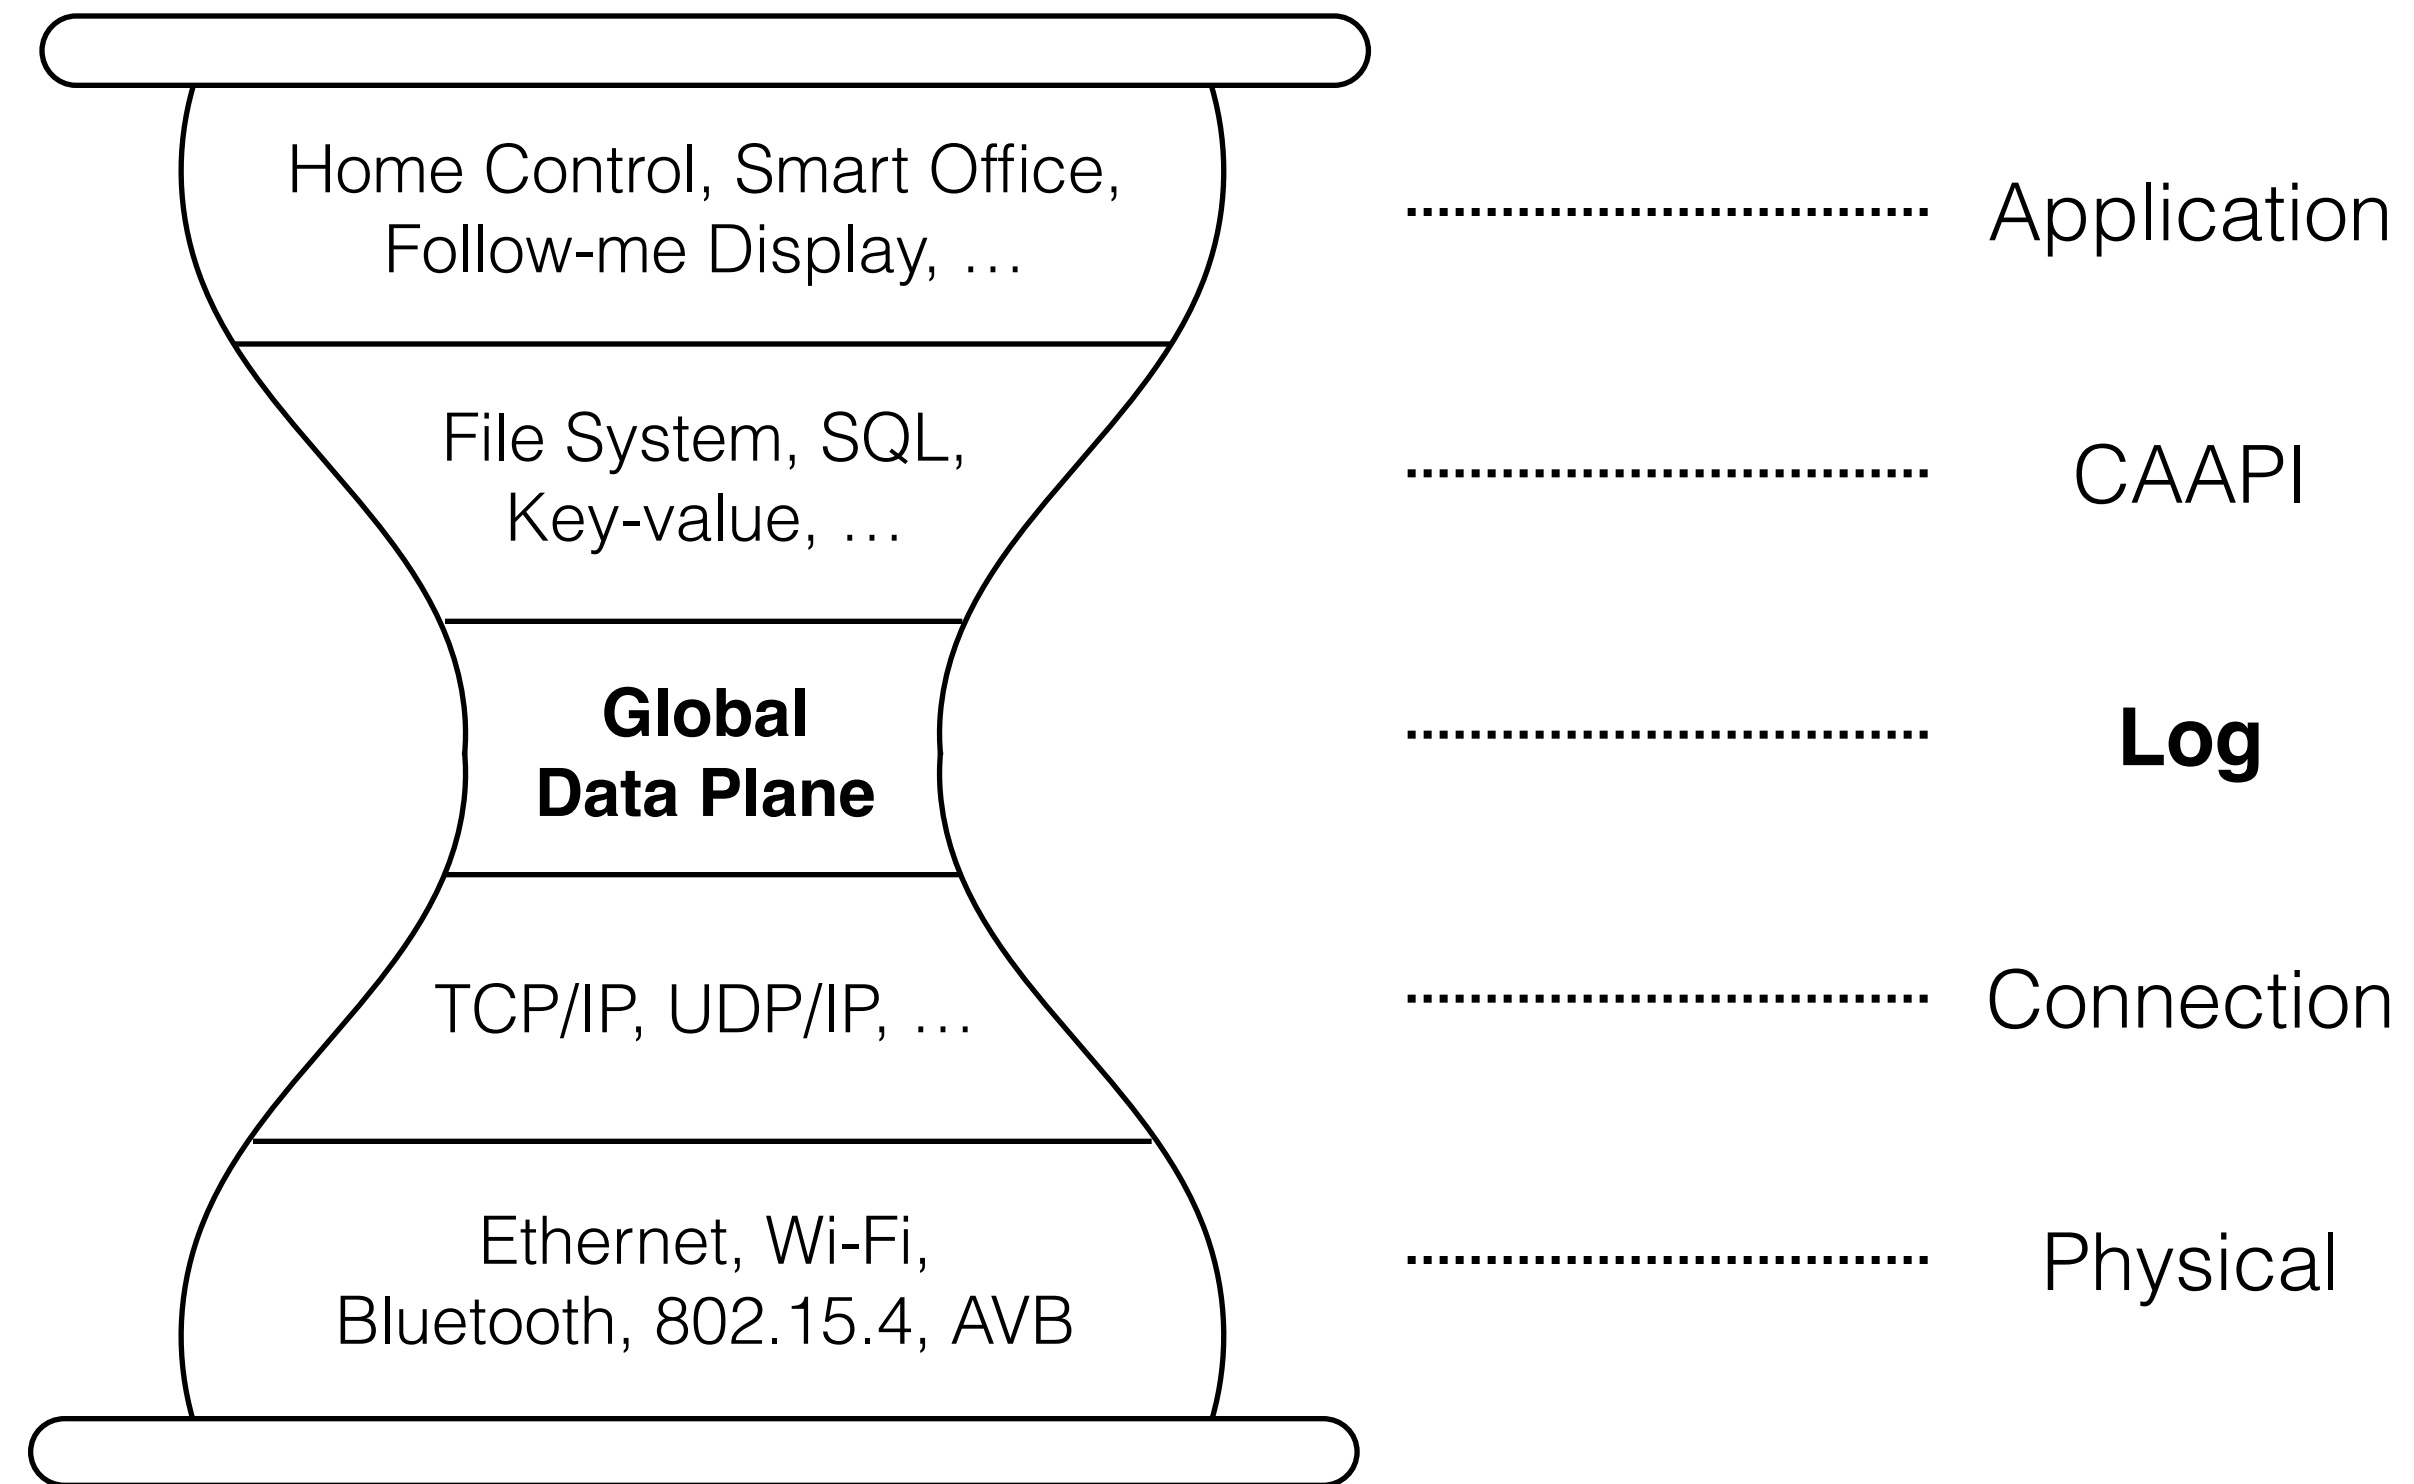 Home Control, Smart Office,
Follow-me Display, …
Application
File System, SQL,
Key-value, …
CAAPI
Global
Data Plane
Log
TCP/IP, UDP/IP, …
Connection
Ethernet, Wi-Fi,
Bluetooth, 802.15.4, AVB
Physical